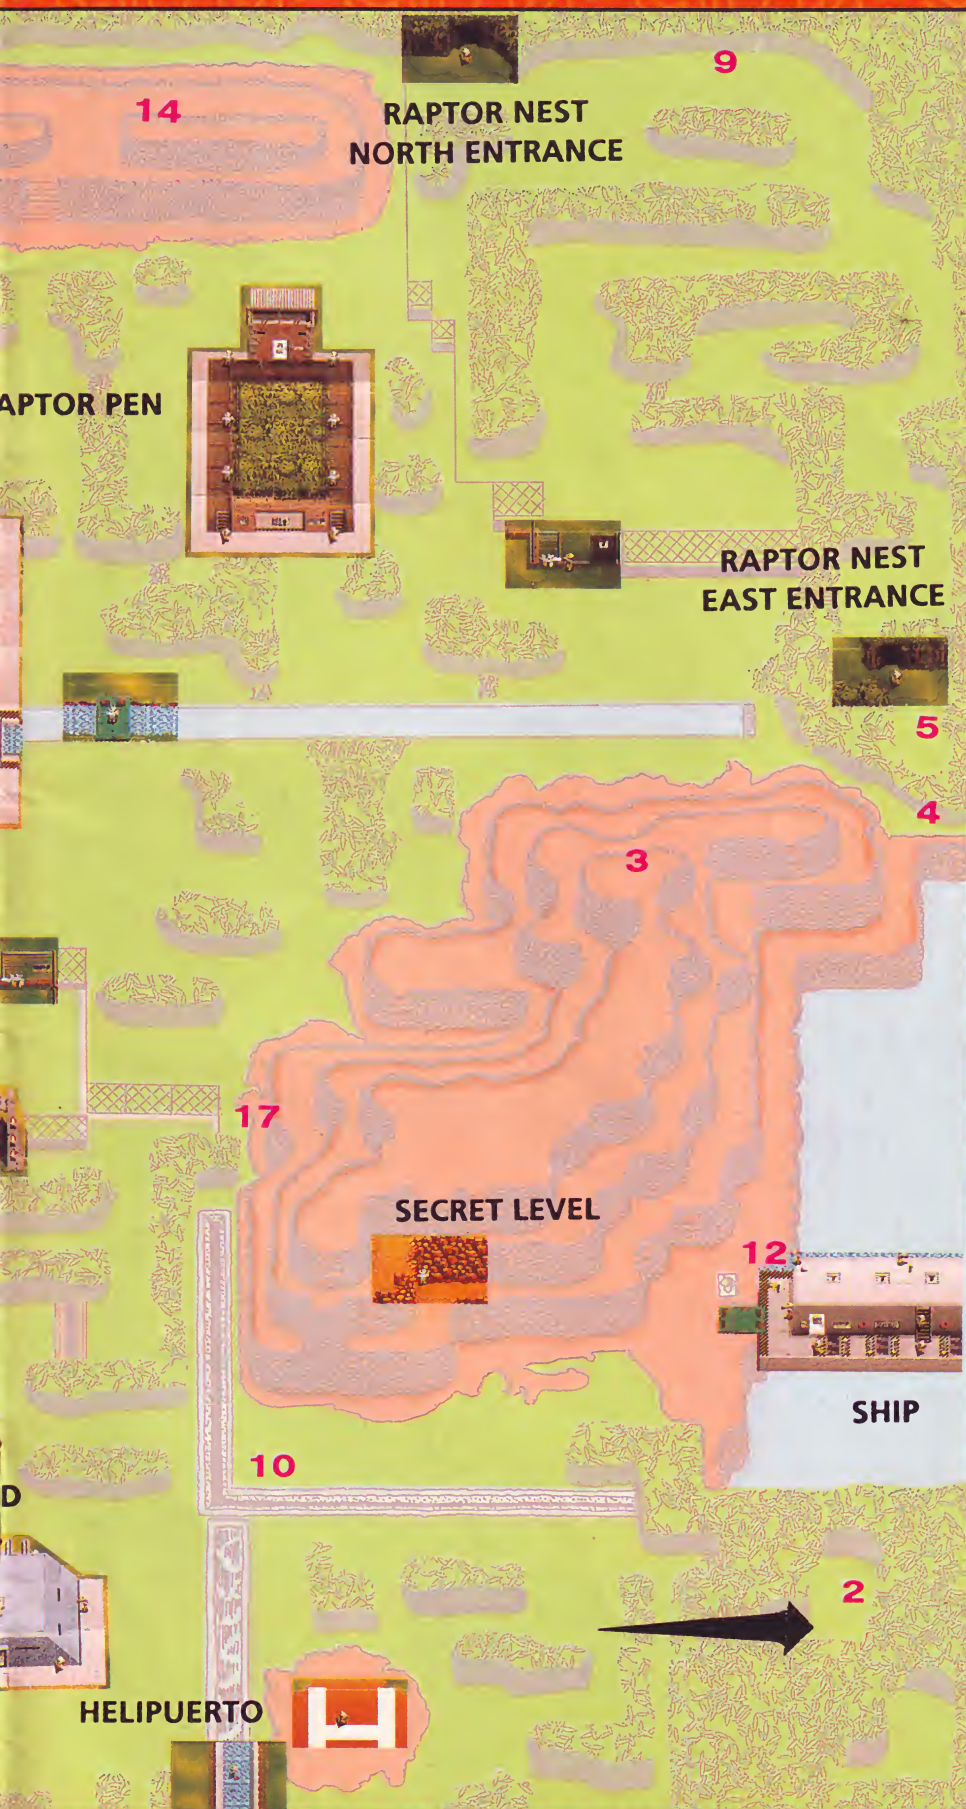 9
14
RAPTOR NEST
NORTH ENTRANCE
APTOR PEN
RAPTOR NEST
EAST ENTRANCE
5
4
3
17
SECRET LEVEL
12
SHIP
10
D
2
HELIPUERTO
H